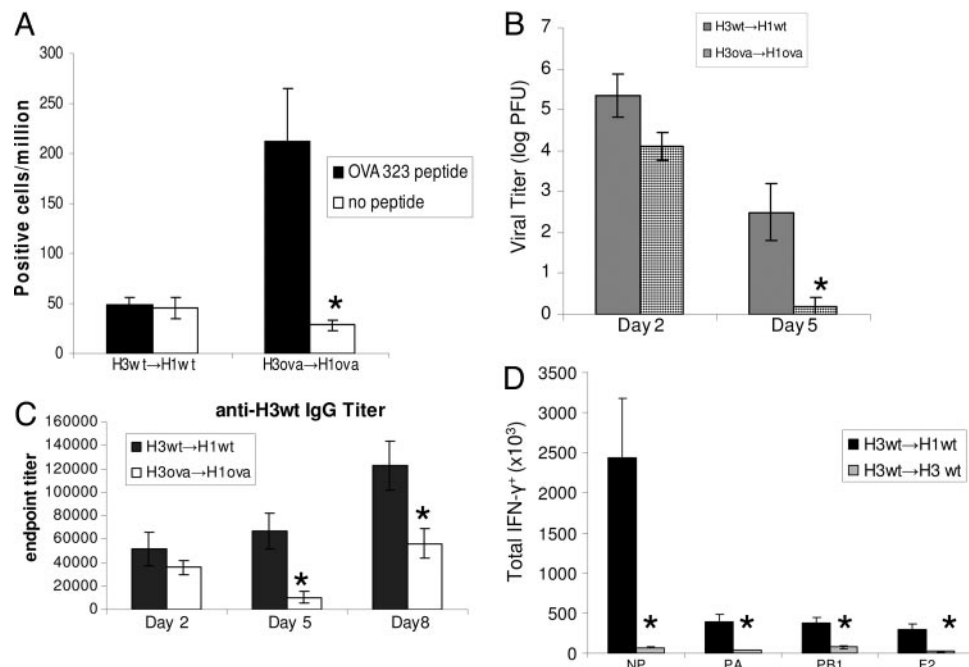 A
Positive cells/million
300
250
200
150
100
50
0
OVA 323 peptide
no peptide
*
H3wt→H1wt
H3ova→H1ova
B
Viral Titer (log PFU)
7
6
5
4
3
2
1
0
H3wt→H1wt
H3ova→H1ova
*
Day 2
Day 5
C
anti-H3wt IgG Titer
endpoint titer
160000
140000
120000
100000
80000
60000
40000
20000
0
H3wt→H1wt
H3ova→H1ova
*
*
Day 2
Day 5
Day8
D
Total IFN-γ⁺ (x10³)
3500
3000
2500
2000
1500
1000
500
0
H3wt→H1wt
H3wt→H3 wt
*
*
*
*
NP
PA
PB1
F2